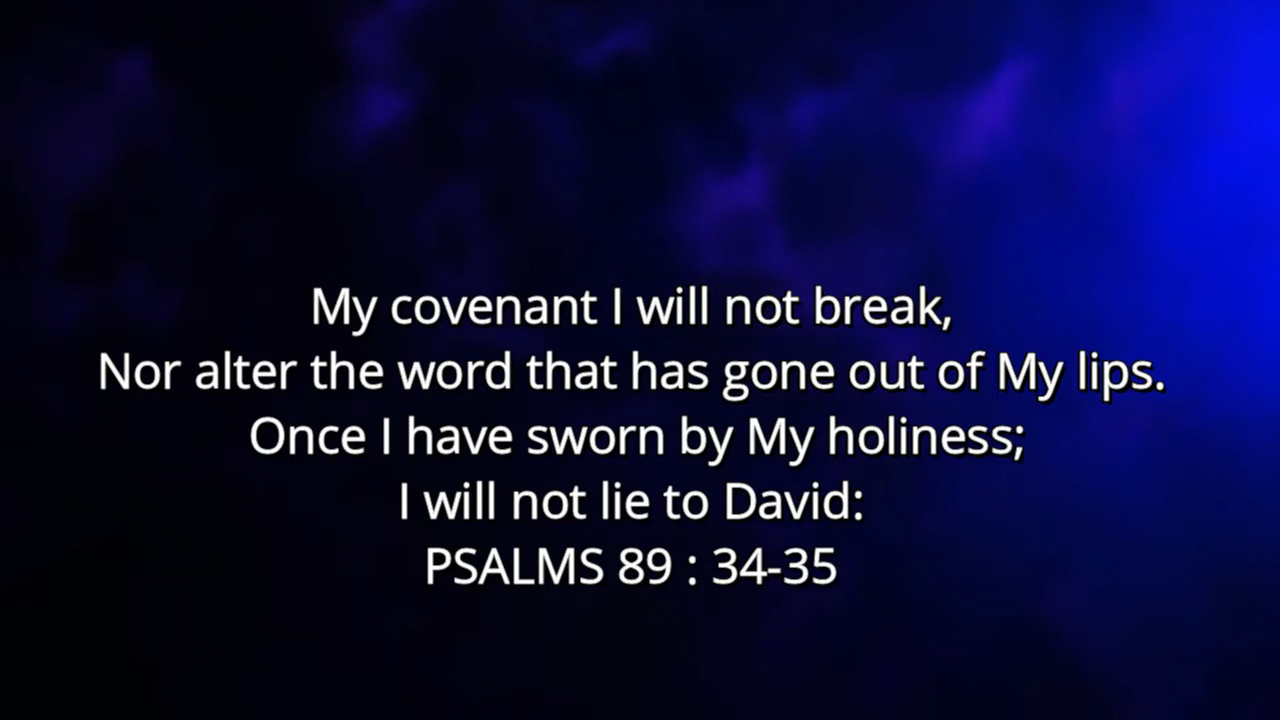 My covenant I will not break,
Nor alter the word that has gone out of My lips.
Once I have sworn by My holiness;
I will not lie to David:
PSALMS 89 : 34-35